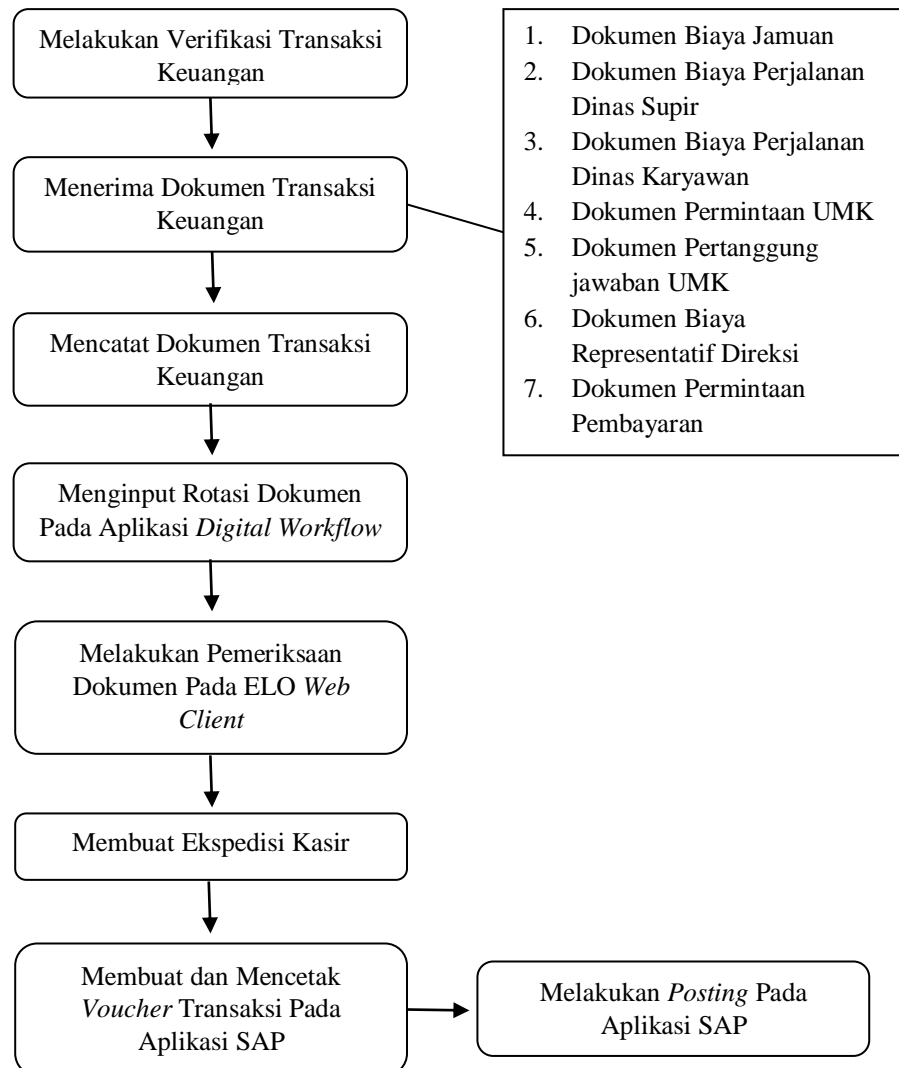 Melakukan Verifikasi Transaksi
Keuangan
Menerima Dokumen Transaksi
Keuangan
1. Dokumen Biaya Jamuan
2. Dokumen Biaya Perjalanan
Dinas Supir
3. Dokumen Biaya Perjalanan
Dinas Karyawan
4. Dokumen Permintaan UMK
5. Dokumen Pertanggung
jawaban UMK
6. Dokumen Biaya
Representatif Direksi
7. Dokumen Permintaan
Pembayaran
Mencatat Dokumen Transaksi
Keuangan
Menginput Rotasi Dokumen
Pada Aplikasi Digital Workflow
Melakukan Pemeriksaan
Dokumen Pada ELO Web
Client
Membuat Ekspedisi Kasir
Membuat dan Mencetak
Voucher Transaksi Pada
Aplikasi SAP
Melakukan Posting Pada
Aplikasi SAP